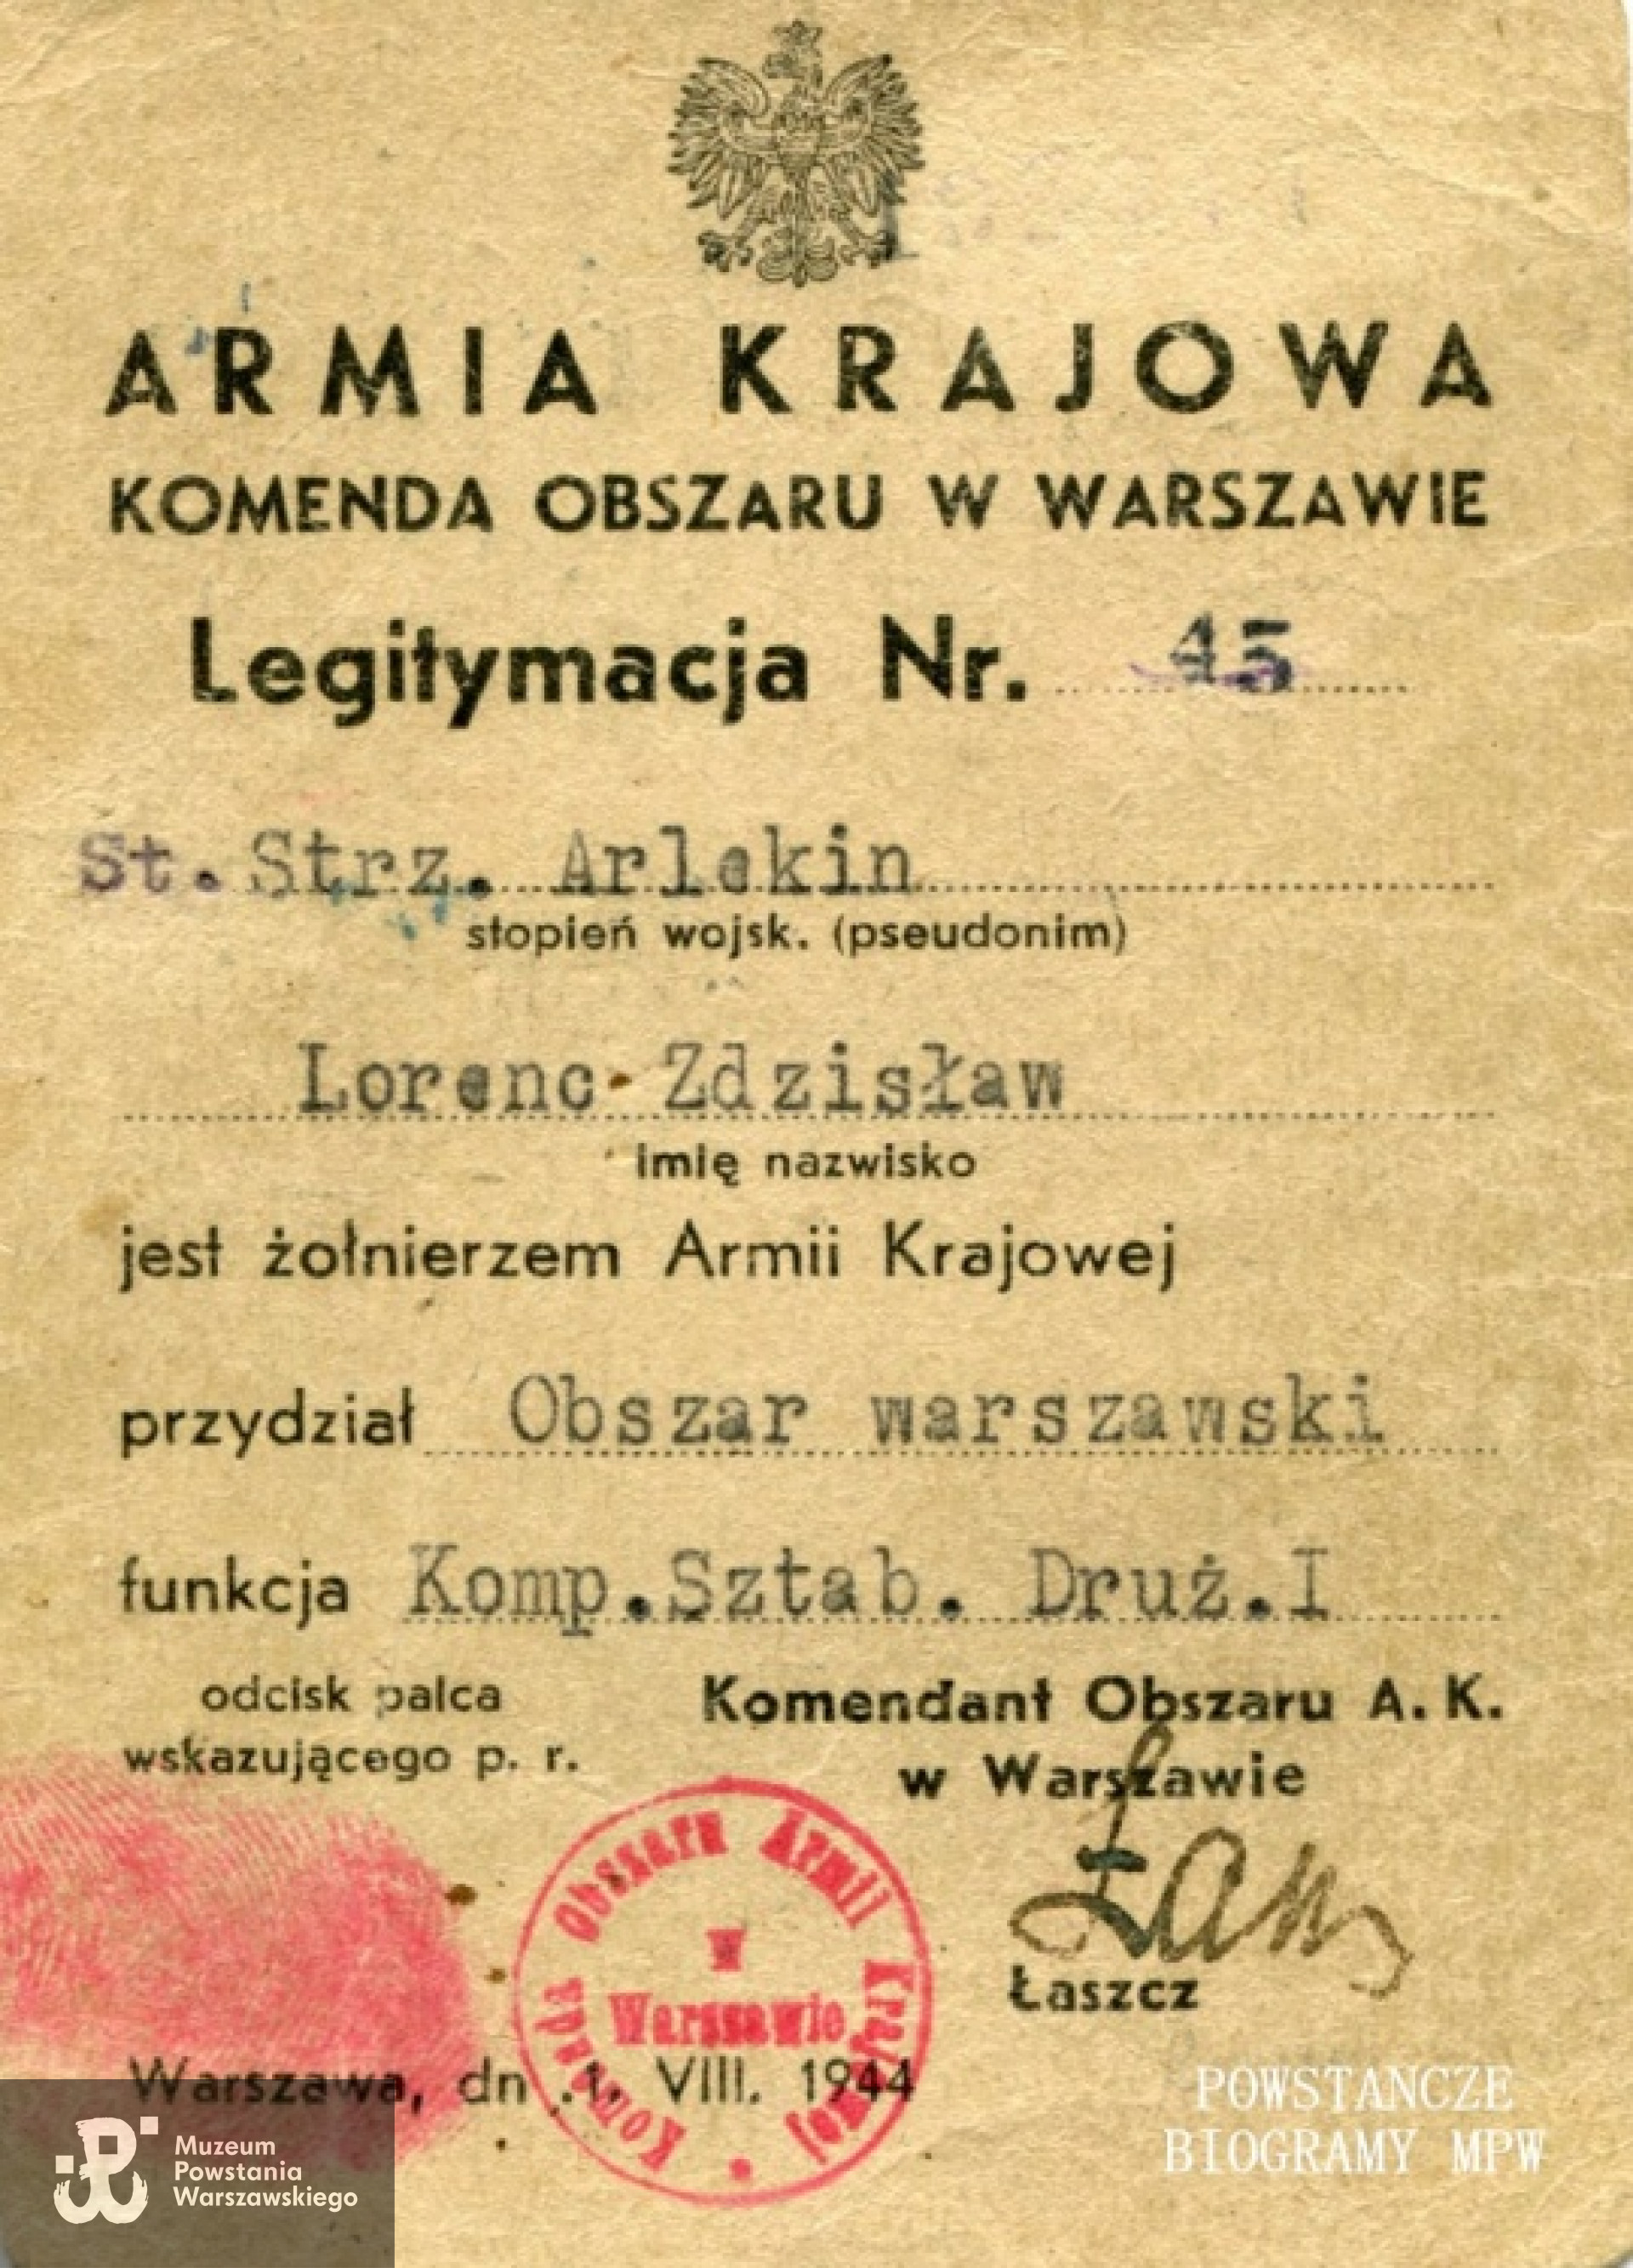 ARMIA KRAJOWA
KOMENDA OBSZARU W WARSZAWIE
Legitymacja Nr. 45
St. Strz. Arlekin
stopień wojsk. (pseudonim)
Lorenc Zdzisław
imię nazwisko
jest żołnierzem Armii Krajowej
przydział Obszar warszawski
funkcja Komp.Sztab. Druż.I
odcisk palca
wskazującego p. r.
Komendant Obszaru A. K.
w Warszawie
Łaszcz
Komenda Obszaru Armii Krajowej
w
Warszawie
Warszawa, dn .1. VIII. 1944
Muzeum
Powstania
Warszawskiego
POWSTANCZE
BIOGRAMY MPW